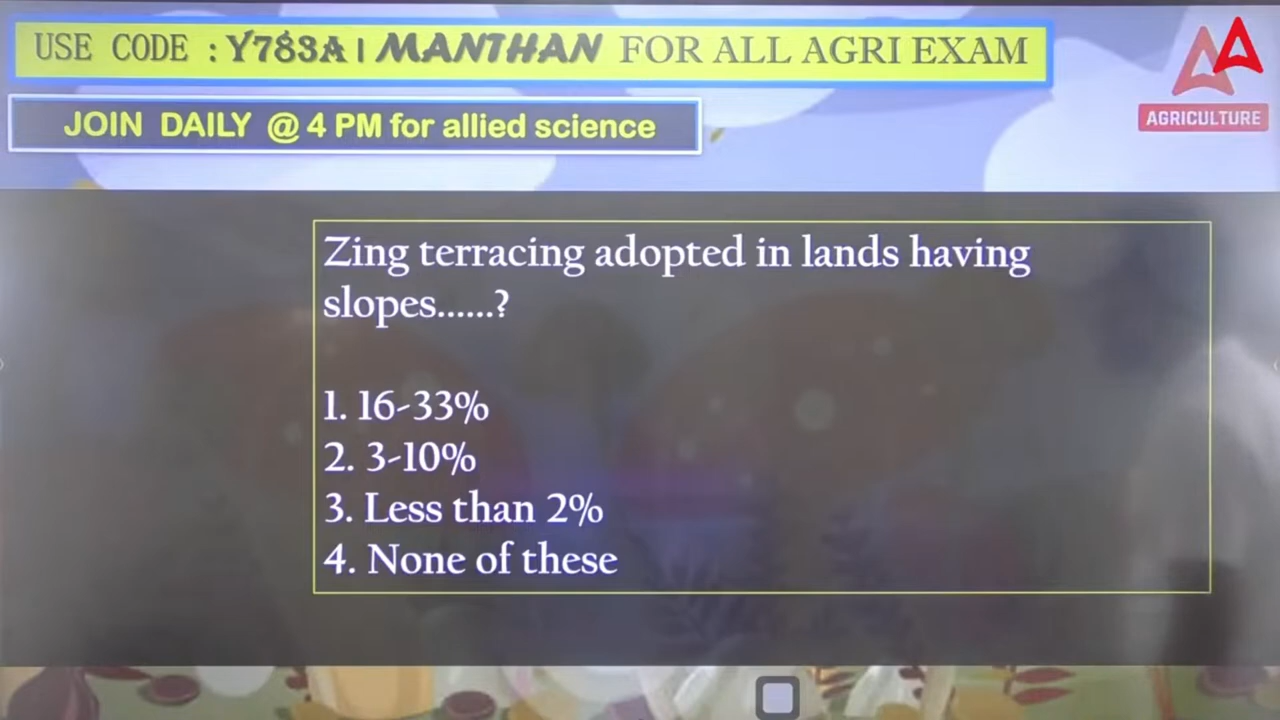 USE CODE : Y783A | MANTHAN FOR ALL AGRI EXAM
JOIN DAILY @ 4 PM for allied science
AGRICULTURE
Zing terracing adopted in lands having
slopes......?
1. 16-33%
2. 3-10%
3. Less than 2%
4. None of these